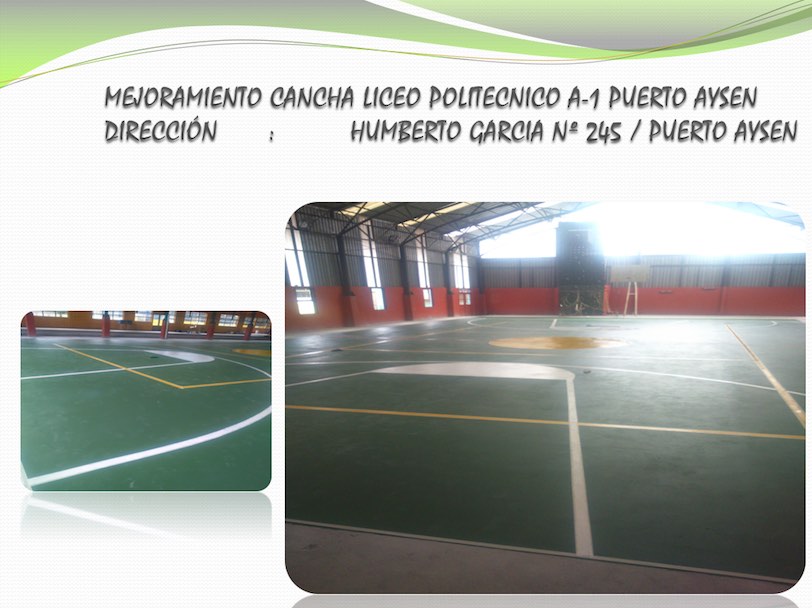 MEJORAMIENTO CANCHA LICEO POLITECNICO A-1 PUERTO AYSEN
DIRECCIÓN : HUMBERTO GARCIA Nº 245 / PUERTO AYSEN